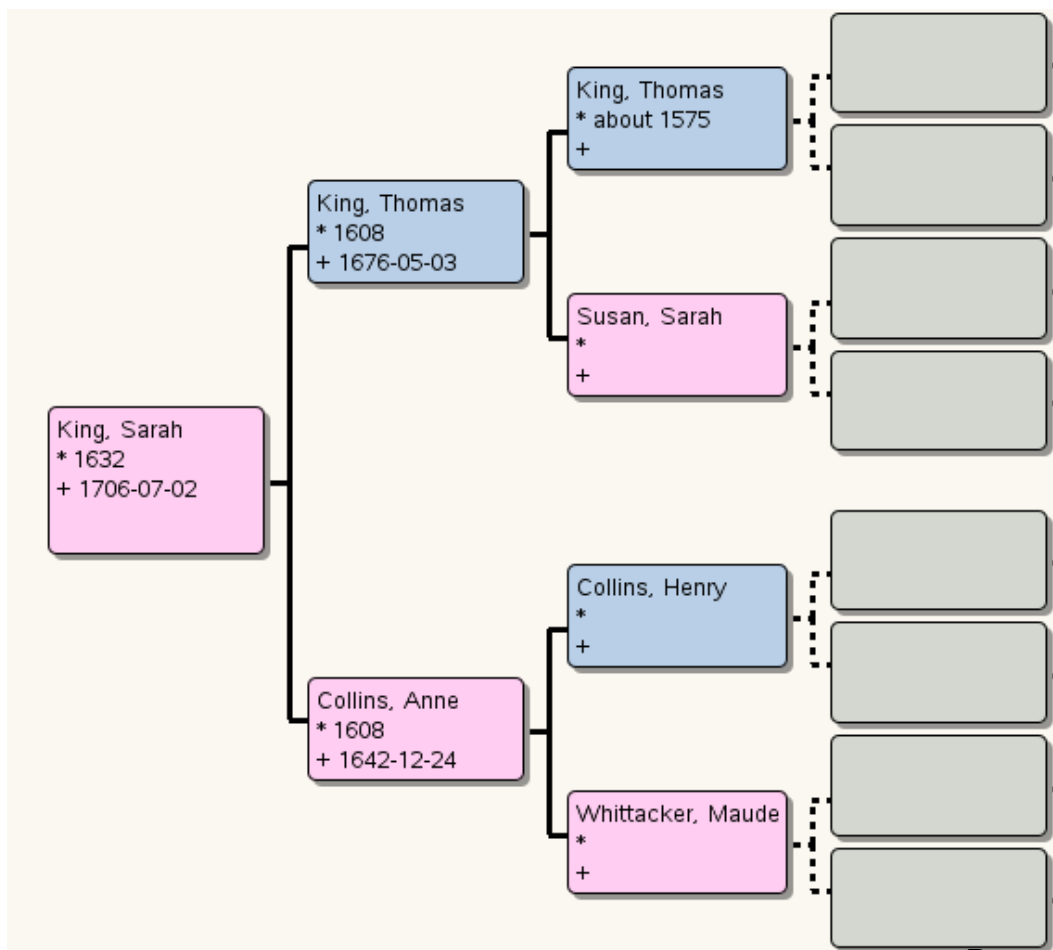 King, Thomas
* about 1575
+
King, Thomas
* 1608
+ 1676-05-03
Susan, Sarah
*
+
King, Sarah
* 1632
+ 1706-07-02
Collins, Henry
*
+
Collins, Anne
* 1608
+ 1642-12-24
Whittacker, Maude
*
+